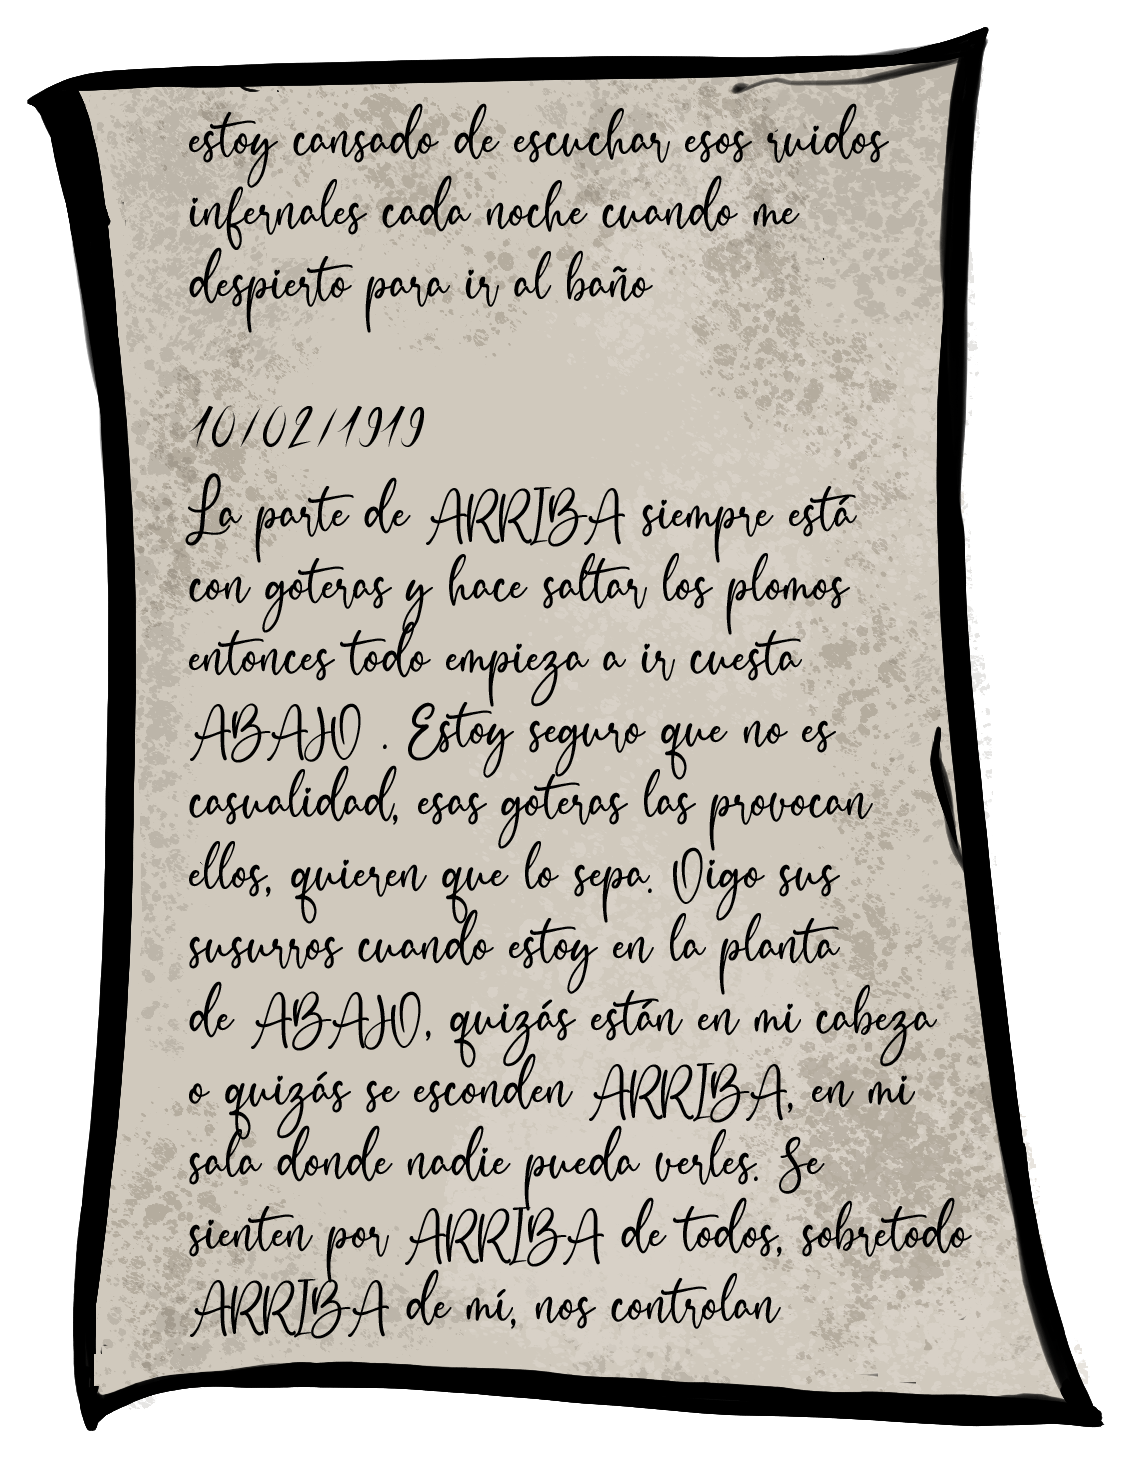 estoy cansado de escuchar esos ruidos
infernales cada noche cuando me
despierto para ir al baño
10/02/1919
La parte de ARRIBA siempre está
con goteras y hace saltar los plomos
entonces todo empieza a ir cuesta
ABAJO . Estoy seguro que no es
casualidad, esas goteras las provocan
ellos, quieren que lo sepa. Oigo sus
susurros cuando estoy en la planta
de ABAJO, quizás están en mi cabeza
o quizás se esconden ARRIBA, en mi
sala donde nadie pueda verles. Se
sienten por ARRIBA de todos, sobretodo
ARRIBA de mí, nos controlan